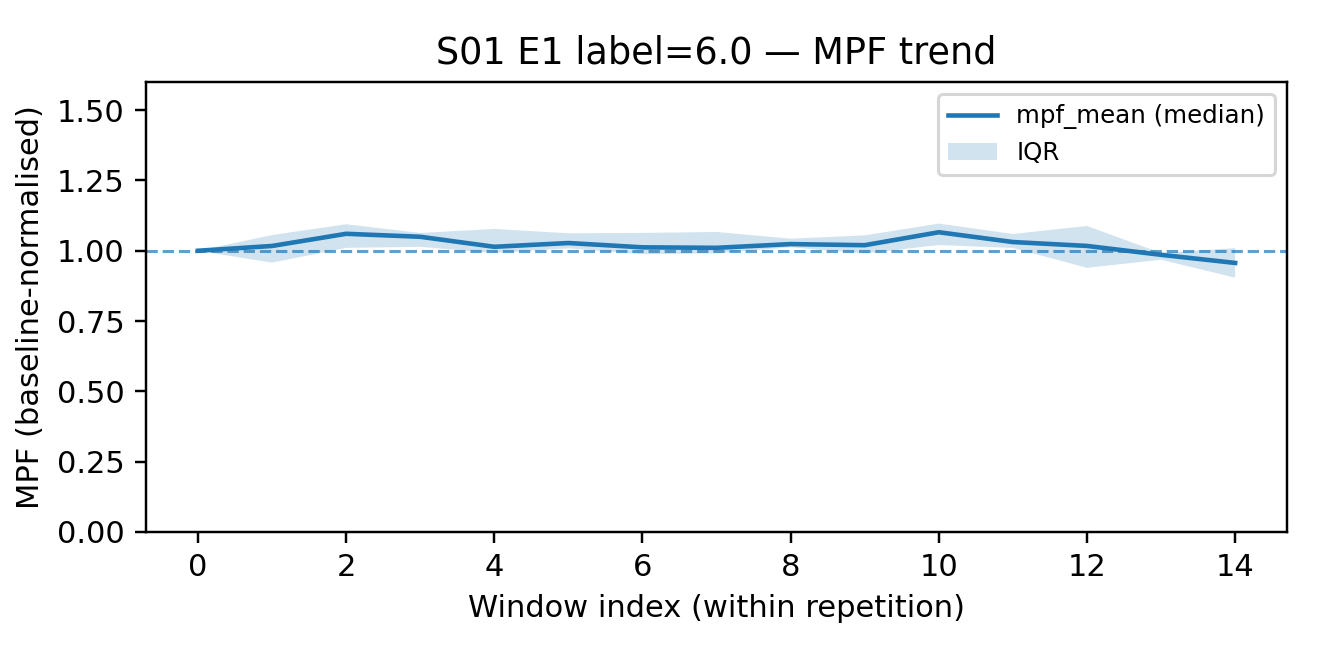 S01 E1 label=6.0 — MPF trend
mpf_mean (median)
IQR
MPF (baseline-normalised)
1.50
1.25
1.00
0.75
0.50
0.25
0.00
0 2 4 6 8 10 12 14
Window index (within repetition)